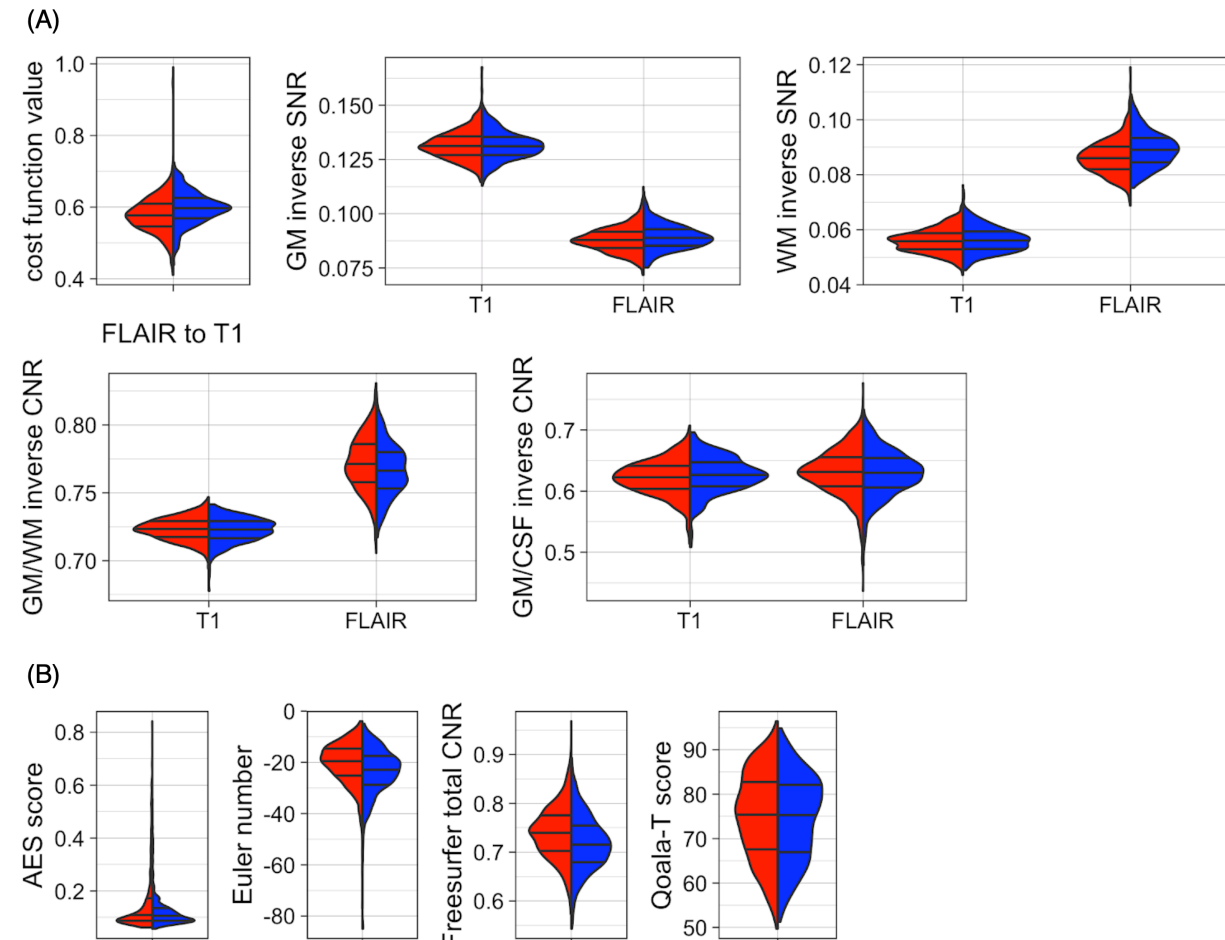 (A)
cost function value
1.0
0.8
0.6
0.4
FLAIR to T1
GM inverse SNR
0.150
0.125
0.100
0.075
T1 FLAIR
WM inverse SNR
0.12
0.10
0.08
0.06
0.04
T1 FLAIR
GM/WM inverse CNR
0.80
0.75
0.70
T1 FLAIR
GM/CSF inverse CNR
0.7
0.6
0.5
T1 FLAIR
(B)
AES score
0.8
0.6
0.4
0.2
Euler number
0
-20
-40
-60
-80
Freesurfer total CNR
0.9
0.8
0.7
0.6
Qoala-T score
90
80
70
60
50